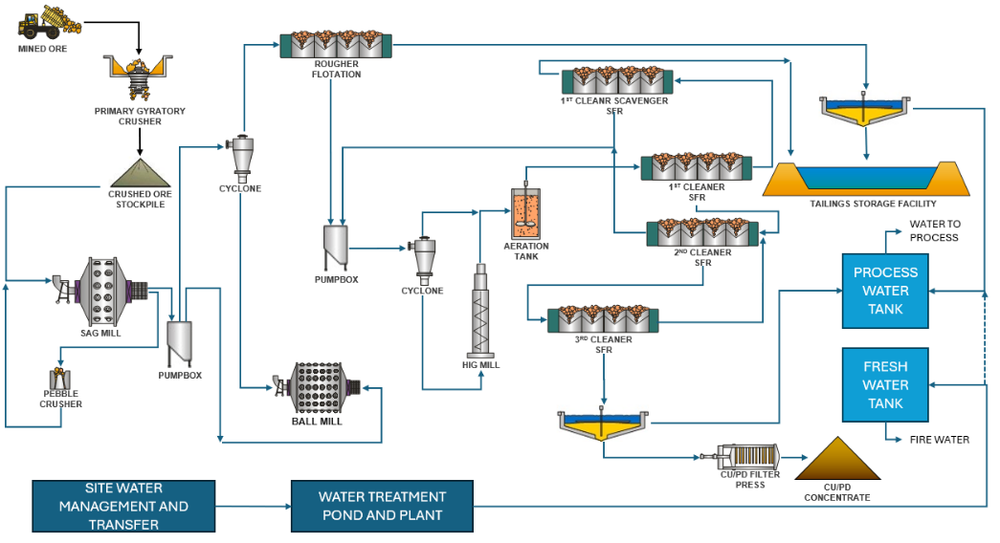 MINED ORE
PRIMARY GYRATORY
CRUSHER
CRUSHED ORE
STOCKPILE
SAG MILL
PEBBLE
CRUSHER
PUMPBOX
CYCLONE
BALL MILL
ROUGHER
FLOTATION
PUMPBOX
CYCLONE
HIG MILL
AERATION
TANK
1ST CLEANR SCAVENGER
SFR
1ST CLEANER
SFR
2ND CLEANER
SFR
3RD CLEANER
SFR
TAILINGS STORAGE FACILITY
WATER TO
PROCESS
PROCESS
WATER
TANK
FRESH
WATER
TANK
FIRE WATER
CU/PD FILTER
PRESS
CU/PD
CONCENTRATE
SITE WATER
MANAGEMENT AND
TRANSFER
WATER TREATMENT
POND AND PLANT